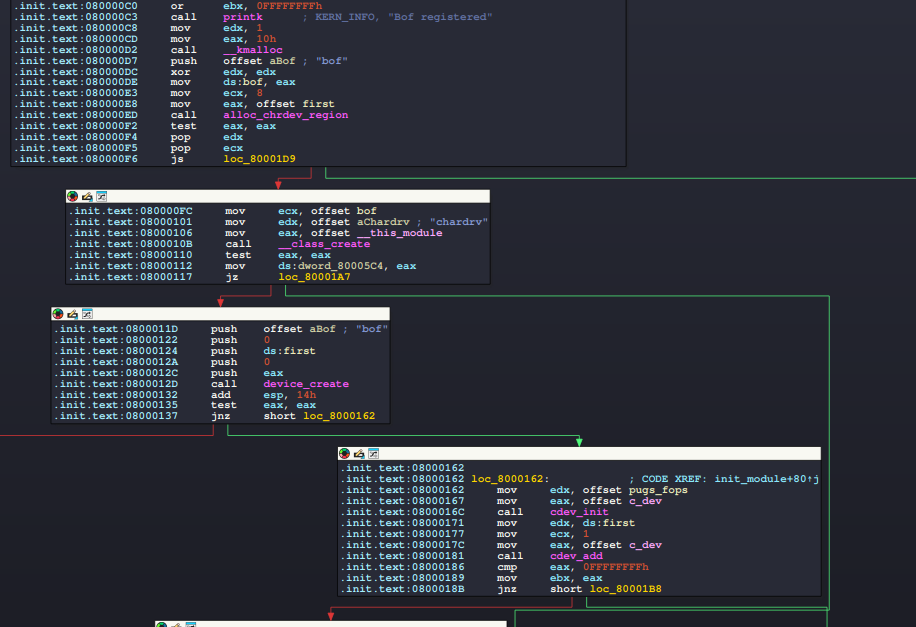 .init.text:080000C0 or ebx, 0FFFFFFFFh
.init.text:080000C3 call printk ; KERN_INFO, "Bof registered"
.init.text:080000C8 mov edx, 1
.init.text:080000CD mov eax, 10h
.init.text:080000D2 call __kmalloc
.init.text:080000D7 push offset aBof ; "bof"
.init.text:080000DC xor edx, edx
.init.text:080000DE mov ds:bof, eax
.init.text:080000E3 mov ecx, 8
.init.text:080000E8 mov eax, offset first
.init.text:080000ED call alloc_chrdev_region
.init.text:080000F2 test eax, eax
.init.text:080000F4 pop edx
.init.text:080000F5 pop ecx
.init.text:080000F6 js loc_80001D9
.init.text:080000FC mov ecx, offset bof
.init.text:08000101 mov edx, offset aChardrv ; "chardrv"
.init.text:08000106 mov eax, offset __this_module
.init.text:0800010B call __class_create
.init.text:08000110 test eax, eax
.init.text:08000112 mov ds:dword_80005C4, eax
.init.text:08000117 jz loc_80001A7
.init.text:0800011D push offset aBof ; "bof"
.init.text:08000122 push 0
.init.text:08000124 push ds:first
.init.text:0800012A push 0
.init.text:0800012C push eax
.init.text:0800012D call device_create
.init.text:08000132 add esp, 14h
.init.text:08000135 test eax, eax
.init.text:08000137 jnz short loc_8000162
.init.text:08000162
.init.text:08000162 loc_8000162: ; CODE XREF: init_module+80↑j
.init.text:08000162 mov edx, offset pugs_fops
.init.text:08000167 mov eax, offset c_dev
.init.text:0800016C call cdev_init
.init.text:08000171 mov edx, ds:first
.init.text:08000177 mov ecx, 1
.init.text:0800017C mov eax, offset c_dev
.init.text:08000181 call cdev_add
.init.text:08000186 cmp eax, 0FFFFFFFFh
.init.text:08000189 mov ebx, eax
.init.text:0800018B jnz short loc_80001B8